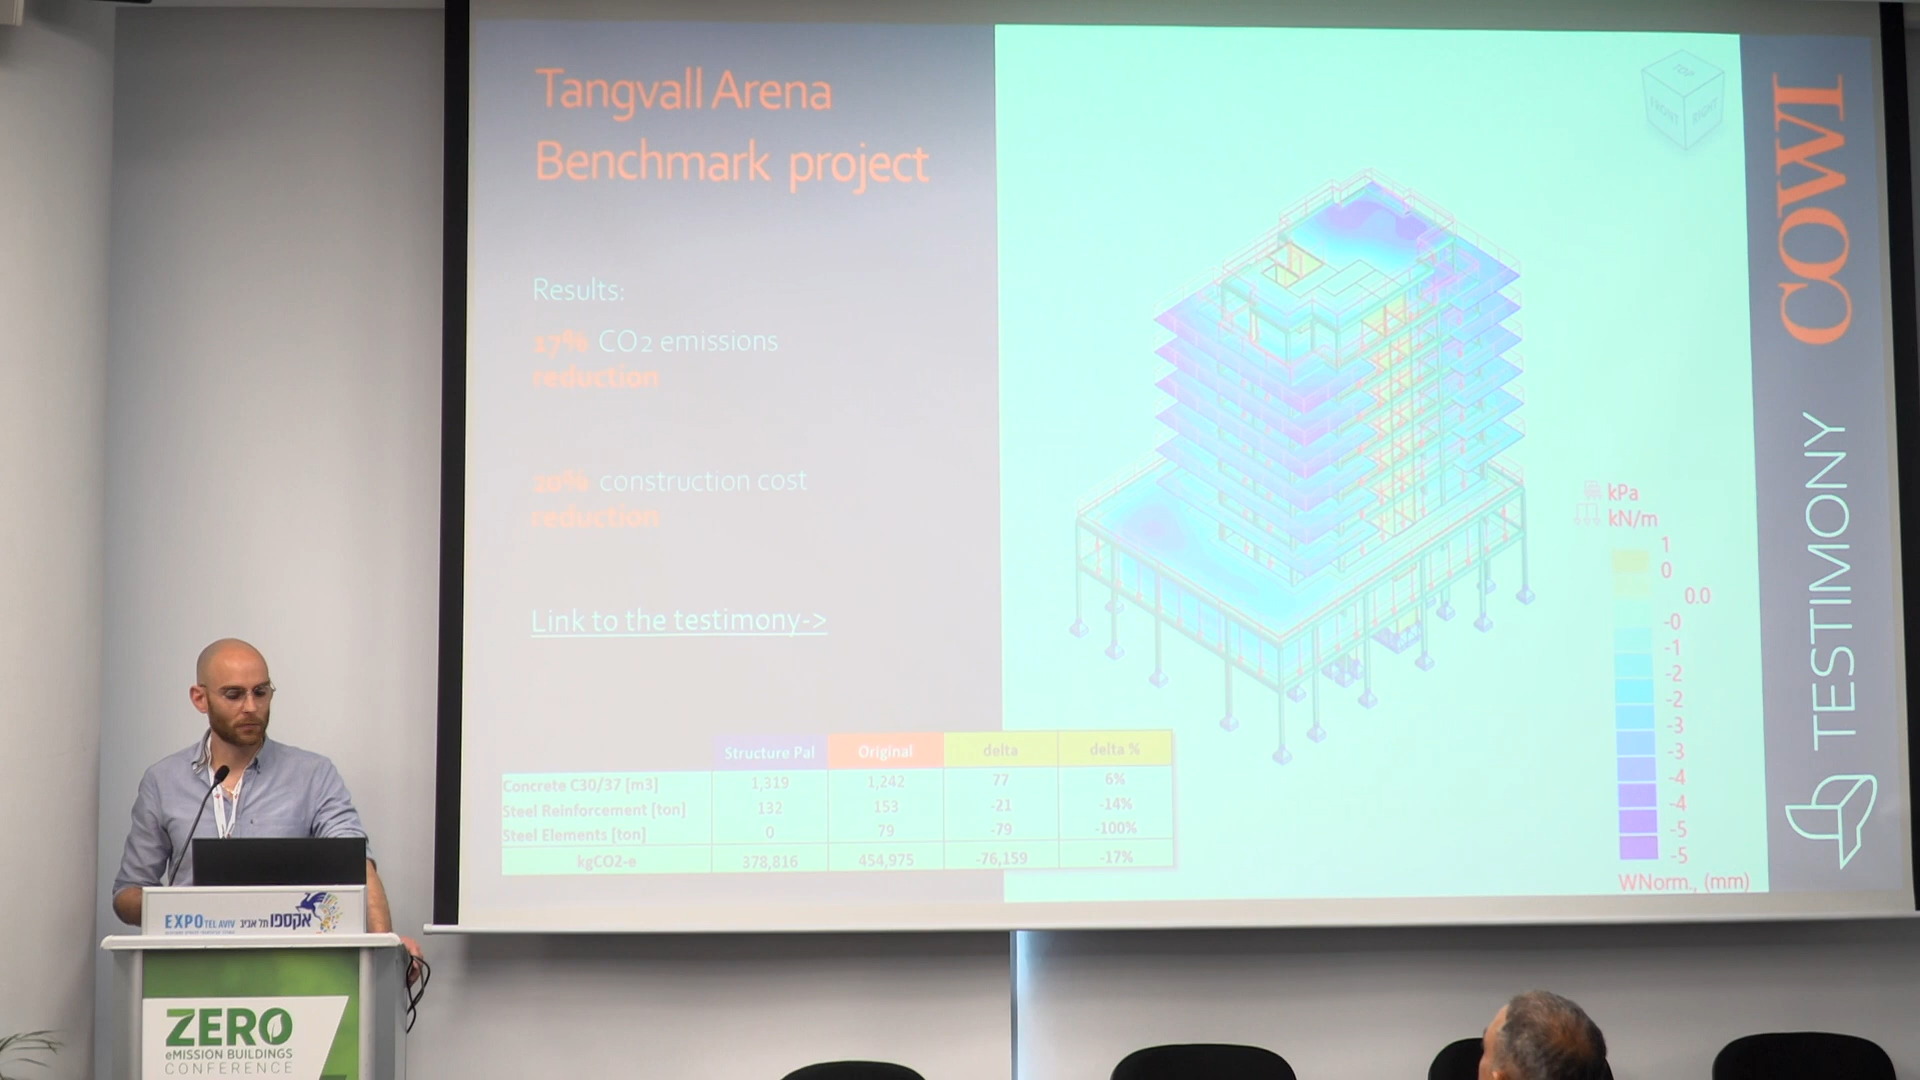 Tangvall Arena
Benchmark project
Results:
17% CO2 emissions
reduction
20% construction cost
reduction
Link to the testimony->
Structure Pal Original delta delta %
Concrete C30/37 [m3] 1,319 1,242 77 6%
Steel Reinforcement [ton] 132 153 -21 -14%
Steel Elements [ton] 0 79 -79 -100%
kgCO2-e 378,816 454,975 -76,159 -17%
TOP
FRONT
RIGHT
kPa
kN/m
1
0
0.0
-0
-1
-2
-2
-3
-3
-4
-4
-5
-5
WNorm., (mm)
COWI
TESTIMONY
EXPO TEL AVIV אקספו תל אביב
ZERO
eMISSION BUILDINGS
CONFERENCE